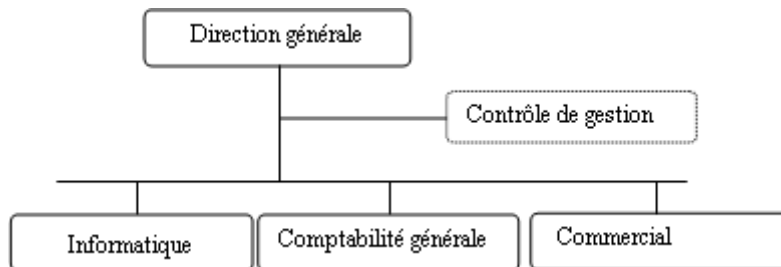 Direction générale
Contrôle de gestion
Informatique
Comptabilité générale
Commercial